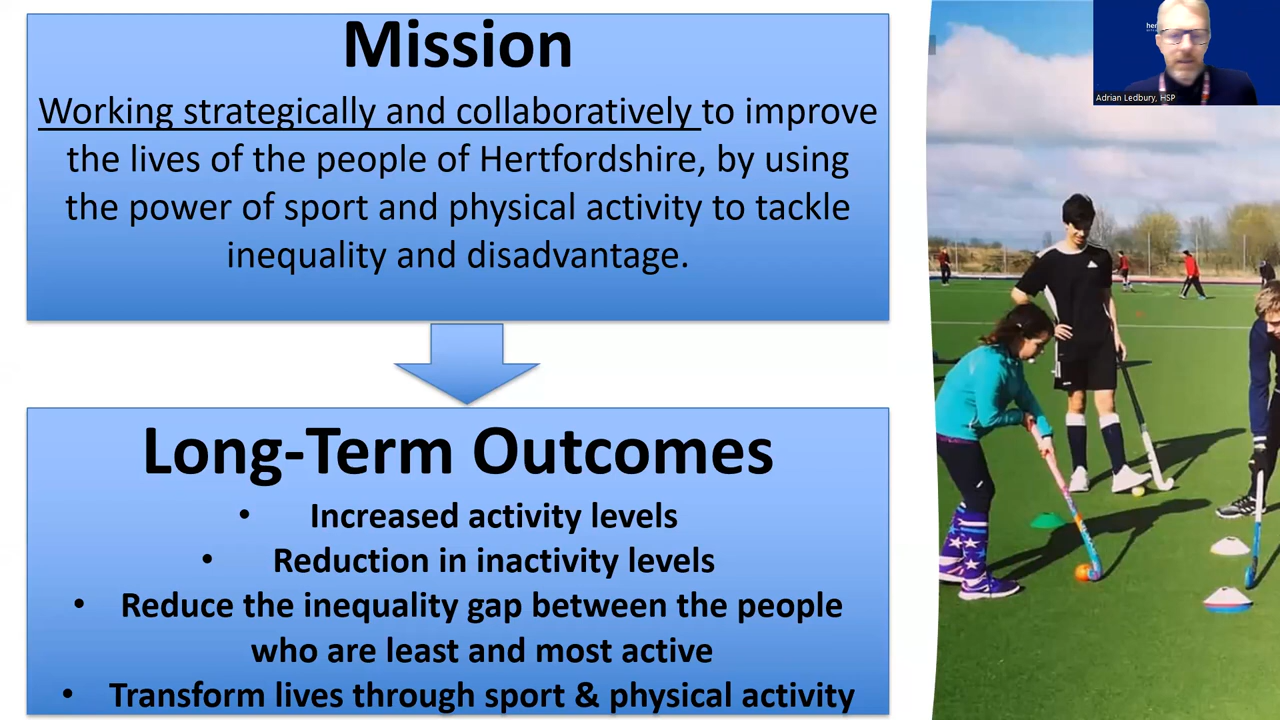 Mission
Working strategically and collaboratively to improve
the lives of the people of Hertfordshire, by using
the power of sport and physical activity to tackle
inequality and disadvantage.
Long-Term Outcomes
• Increased activity levels
• Reduction in inactivity levels
• Reduce the inequality gap between the people
who are least and most active
• Transform lives through sport & physical activity
Adrian Ledbury, HSP